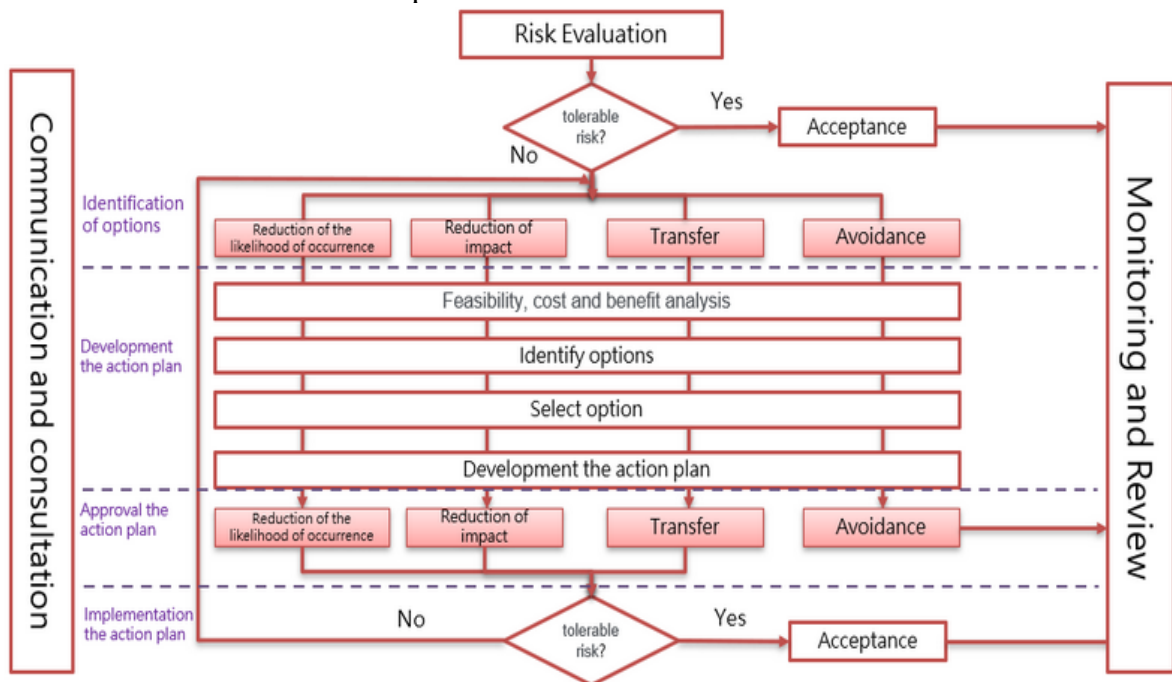 Risk Evaluation
tolerable
risk?
Yes
Acceptance
No
Communication and consultation
Monitoring and Review
Identification
of options
Reduction of the
likelihood of occurrence
Reduction of
impact
Transfer
Avoidance
Feasibility, cost and benefit analysis
Development
the action plan
Identify options
Select option
Development the action plan
Approval the
action plan
Reduction of the
likelihood of occurrence
Reduction of
impact
Transfer
Avoidance
Implementation
the action plan
No
tolerable
risk?
Yes
Acceptance